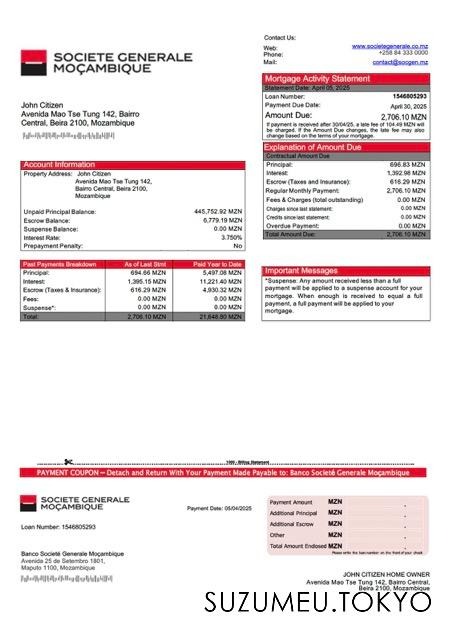 Contact Us:
Web: www.societegenerale.co.mz
Phone: +258 84 333 0000
Mail: contact@socgen.mz
SOCIETE GENERALE
MOÇAMBIQUE
Mortgage Activity Statement
Statement Date: April 05, 2025
Loan Number: 1546805293
Payment Due Date: April 30, 2025
Amount Due: 2,706.10 MZN
If payment is received after 30/04/25, a late fee of 104.49 MZN will
be charged. If the Amount Due changes, the late fee may also
change based on the terms of your mortgage.
John Citizen
Avenida Mao Tse Tung 142, Bairro
Central, Beira 2100, Mozambique
Explanation of Amount Due
Contractual Amount Due
Principal: 696.83 MZN
Interest: 1,392.98 MZN
Escrow (Taxes and Insurance): 616.29 MZN
Regular Monthly Payment: 2,706.10 MZN
Fees & Charges (total outstanding) 0.00 MZN
Charges since last statement: 0.00 MZN
Credits since last statement: 0.00 MZN
Overdue Payment: 0.00 MZN
Total Amount Due: 2,706.10 MZN
Account Information
Property Address: John Citizen
Avenida Mao Tse Tung 142,
Bairro Central, Beira 2100,
Mozambique
Unpaid Principal Balance: 445,752.92 MZN
Escrow Balance: 6,779.19 MZN
Suspense Balance: 0.00 MZN
Interest Rate: 3.750%
Prepayment Penalty: No
Past Payments Breakdown As of Last Stmt Paid Year to Date
Principal: 694.66 MZN 5,497.08 MZN
Interest: 1,395.15 MZN 11,221.40 MZN
Escrow (Taxes & Insurance): 616.29 MZN 4,930.32 MZN
Fees: 0.00 MZN 0.00 MZN
Suspense*: 0.00 MZN 0.00 MZN
Total: 2,706.10 MZN 21,648.80 MZN
Important Messages
*Suspense: Any amount received less than a full
payment will be applied to a suspense account for your
mortgage. When enough is received to equal a full
payment, a full payment will be applied to your
mortgage.
1000 - Billing Statement
PAYMENT COUPON – Detach and Return With Your Payment Made Payable to: Banco Societé Generale Moçambique
SOCIETE GENERALE
MOÇAMBIQUE
Payment Date: 05/04/2025
Loan Number: 1546805293
Payment Amount MZN .
Additional Principal MZN .
Additional Escrow MZN .
Other MZN .
Total Amount Enclosed MZN .
Please write the loan number on the front of your check
Banco Societé Generale Moçambique
Avenida 25 de Setembro 1801,
Maputo 1100, Mozambique
JOHN CITIZEN HOME OWNER
Avenida Mao Tse Tung 142,
Bairro Central,
Beira 2100, Mozambique
SUZUMEU.TOKYO